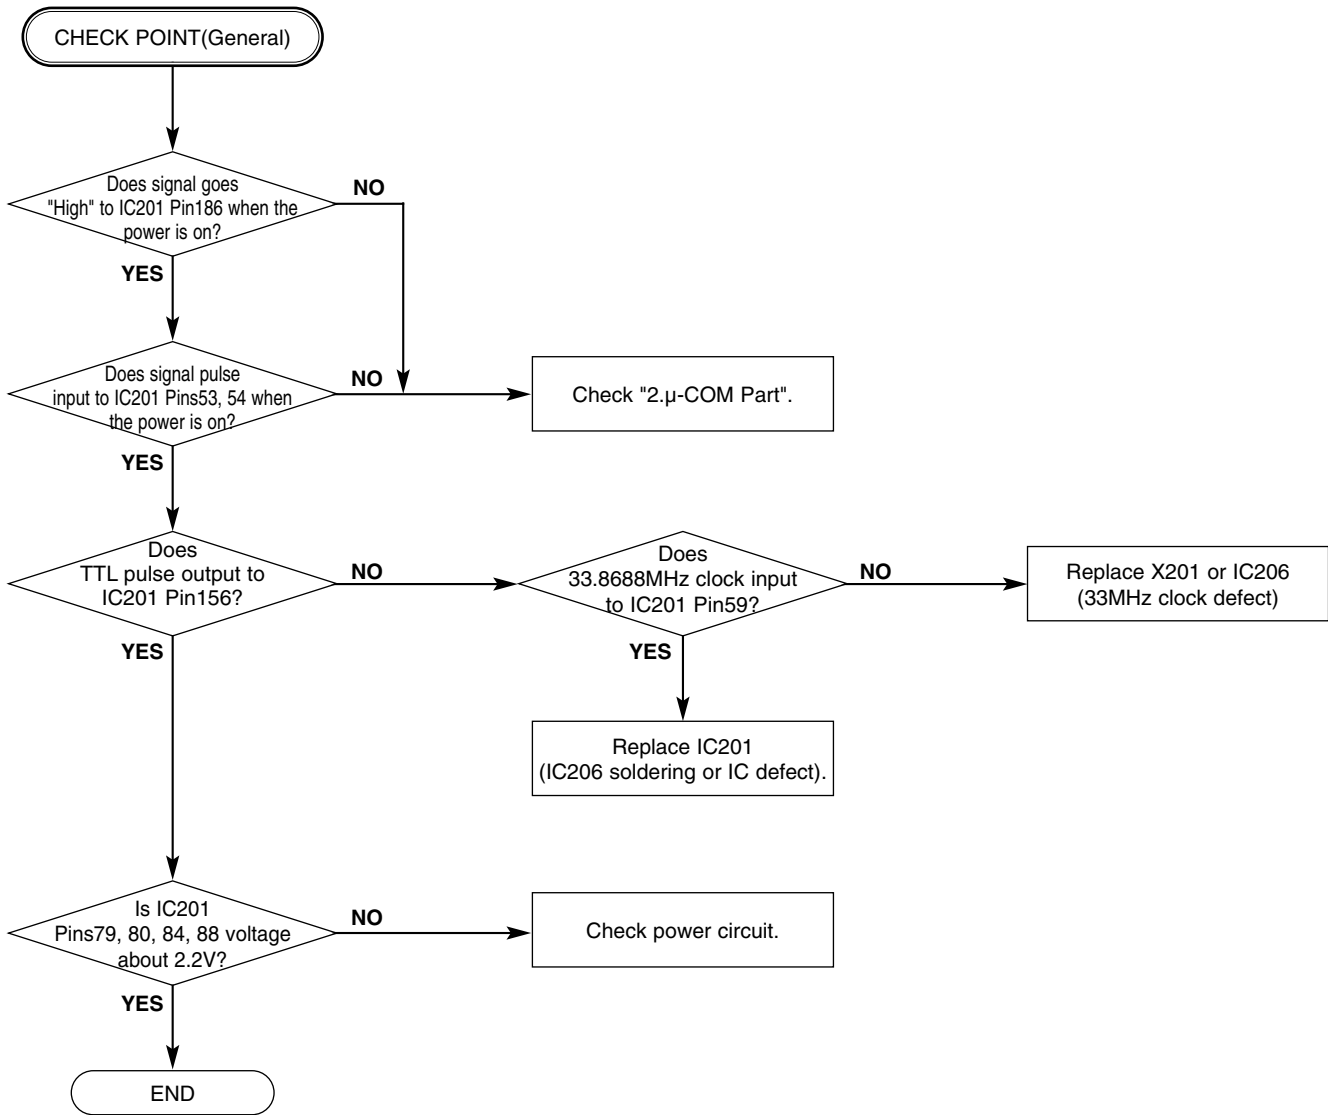 CHECK POINT(General)
Does signal goes
"High" to IC201 Pin186 when the
power is on?
NO
YES
Does signal pulse
input to IC201 Pins53, 54 when
the power is on?
NO
Check "2.µ-COM Part".
YES
Does
TTL pulse output to
IC201 Pin156?
NO
Does
33.8688MHz clock input
to IC201 Pin59?
NO
Replace X201 or IC206
(33MHz clock defect)
YES
YES
Replace IC201
(IC206 soldering or IC defect).
Is IC201
Pins79, 80, 84, 88 voltage
about 2.2V?
NO
Check power circuit.
YES
END